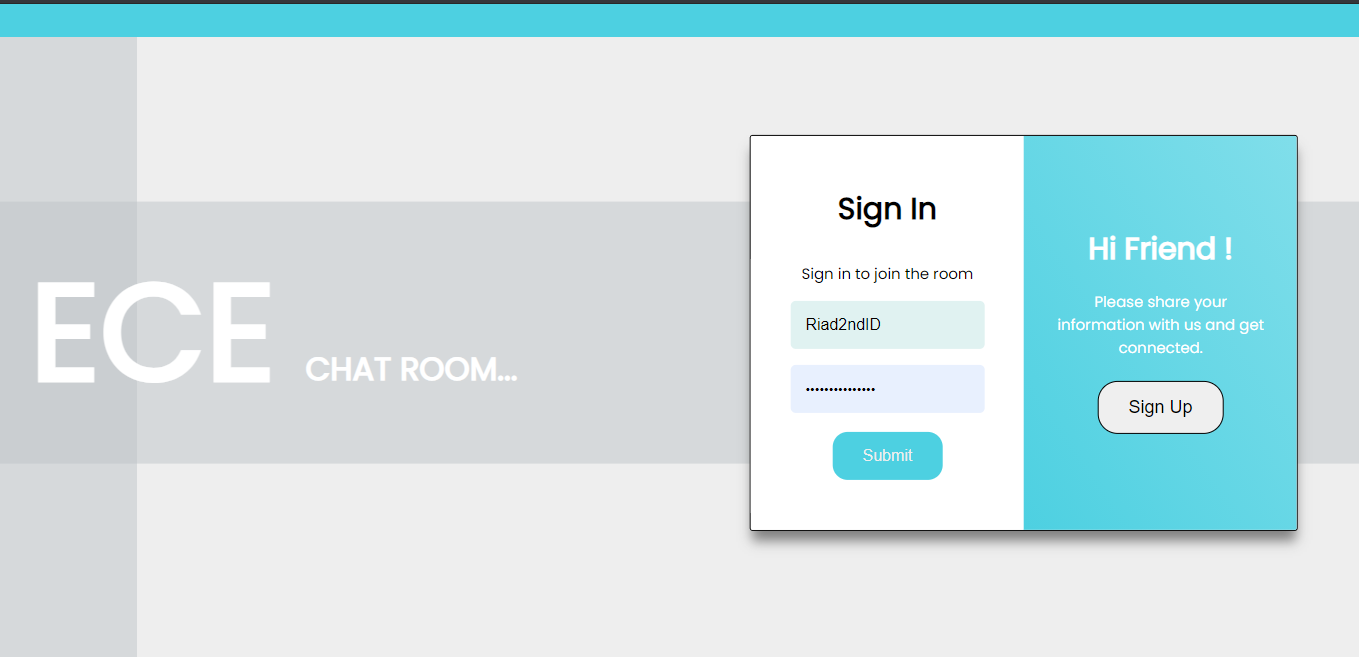 ECE
CHAT ROOM...
Sign In
Sign in to join the room
Riad2ndID
•••••••••••••••
Submit
Hi Friend !
Please share your
information with us and get
connected.
Sign Up